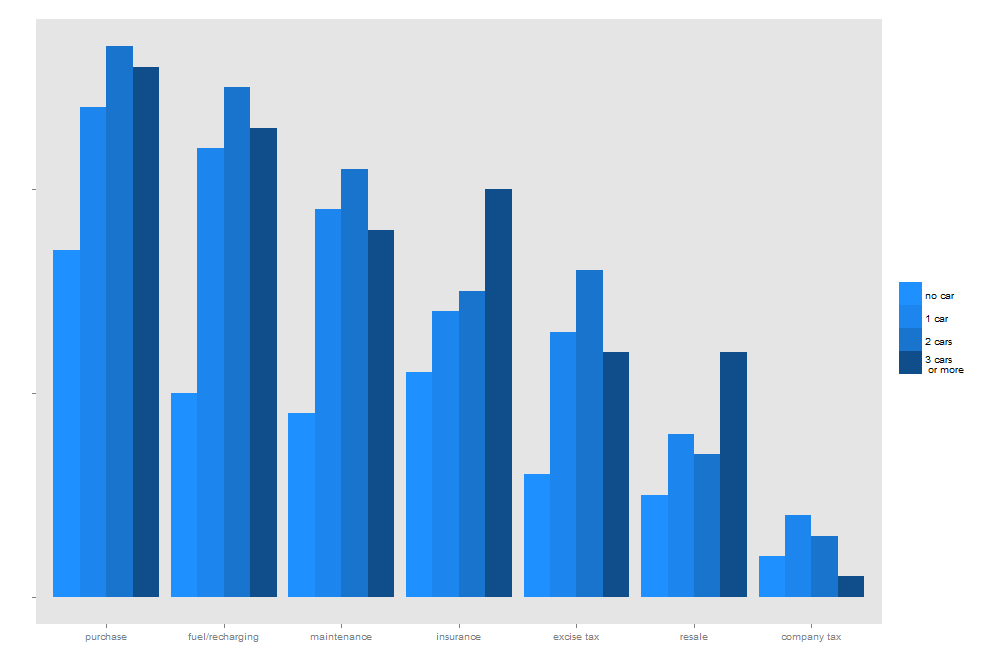 no car
1 car
2 cars
3 cars
or more
purchase
fuel/recharging
maintenance
insurance
excise tax
resale
company tax